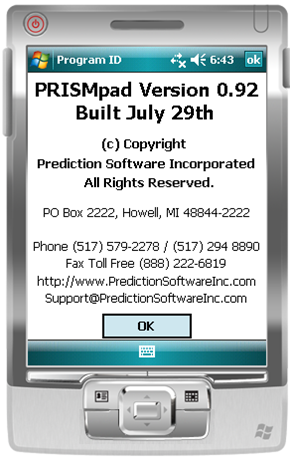 Program ID 6:43 ok
PRISMpad Version 0.92
Built July 29th
(c) Copyright
Prediction Software Incorporated
All Rights Reserved.
PO Box 2222, Howell, MI 48844-2222
Phone (517) 579-2278 / (517) 294 8890
Fax Toll Free (888) 222-6819
http://www.PredictionSoftwareInc.com
Support@PredictionSoftwareInc.com
OK